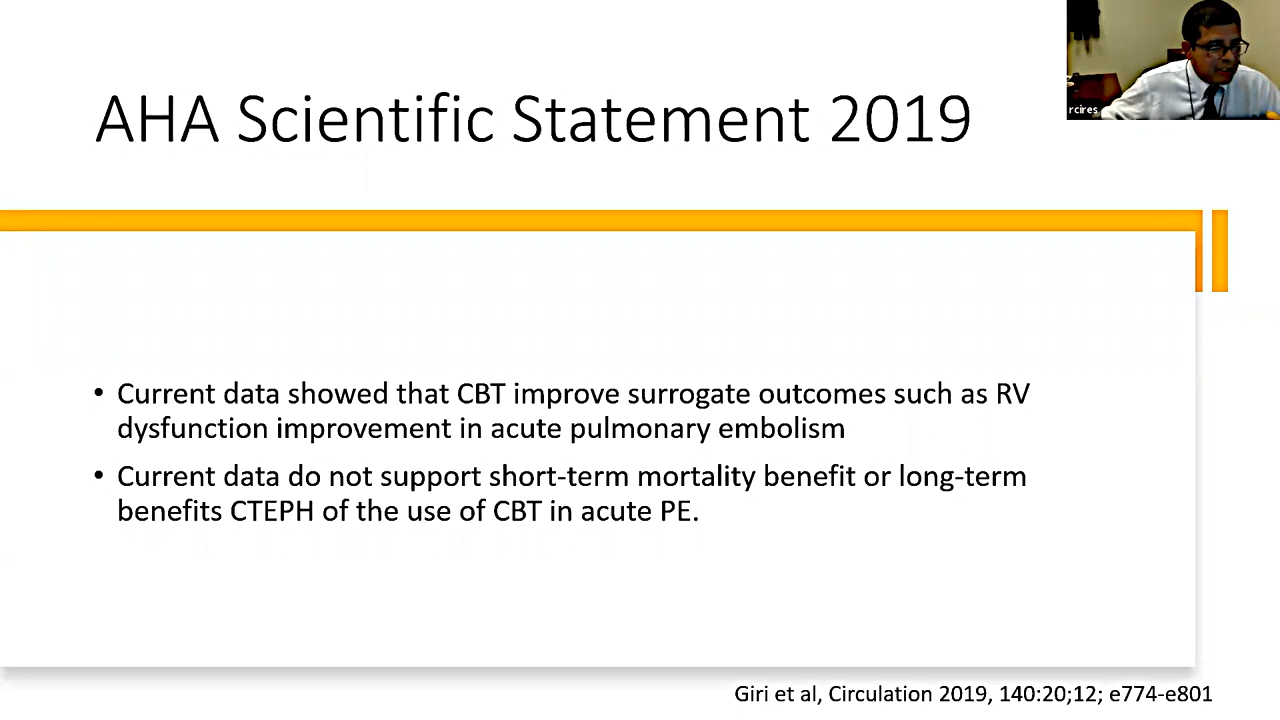 AHA Scientific Statement 2019
rcires
• Current data showed that CBT improve surrogate outcomes such as RV
dysfunction improvement in acute pulmonary embolism
• Current data do not support short-term mortality benefit or long-term
benefits CTEPH of the use of CBT in acute PE.
Giri et al, Circulation 2019, 140:20;12; e774-e801